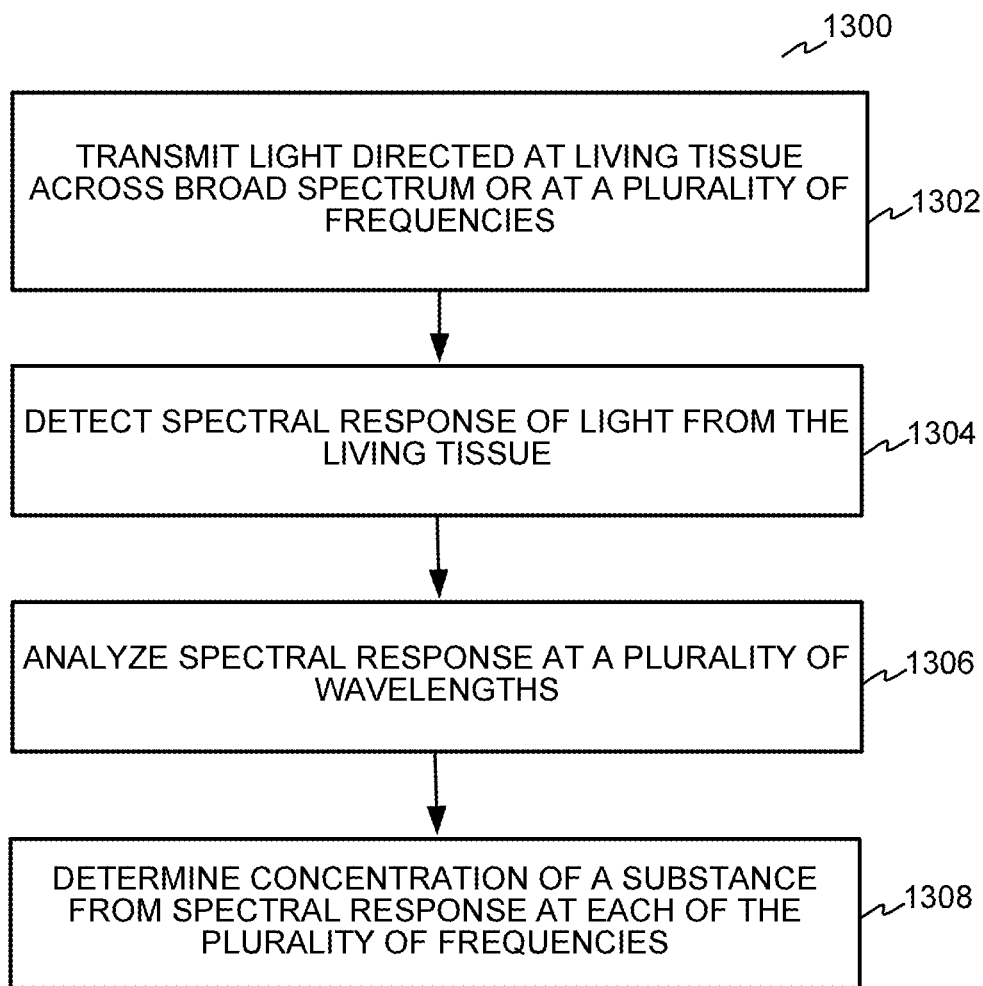 1300
TRANSMIT LIGHT DIRECTED AT LIVING TISSUE
ACROSS BROAD SPECTRUM OR AT A PLURALITY OF
FREQUENCIES
1302
DETECT SPECTRAL RESPONSE OF LIGHT FROM THE
LIVING TISSUE
1304
ANALYZE SPECTRAL RESPONSE AT A PLURALITY OF
WAVELENGTHS
1306
DETERMINE CONCENTRATION OF A SUBSTANCE
FROM SPECTRAL RESPONSE AT EACH OF THE
PLURALITY OF FREQUENCIES
1308